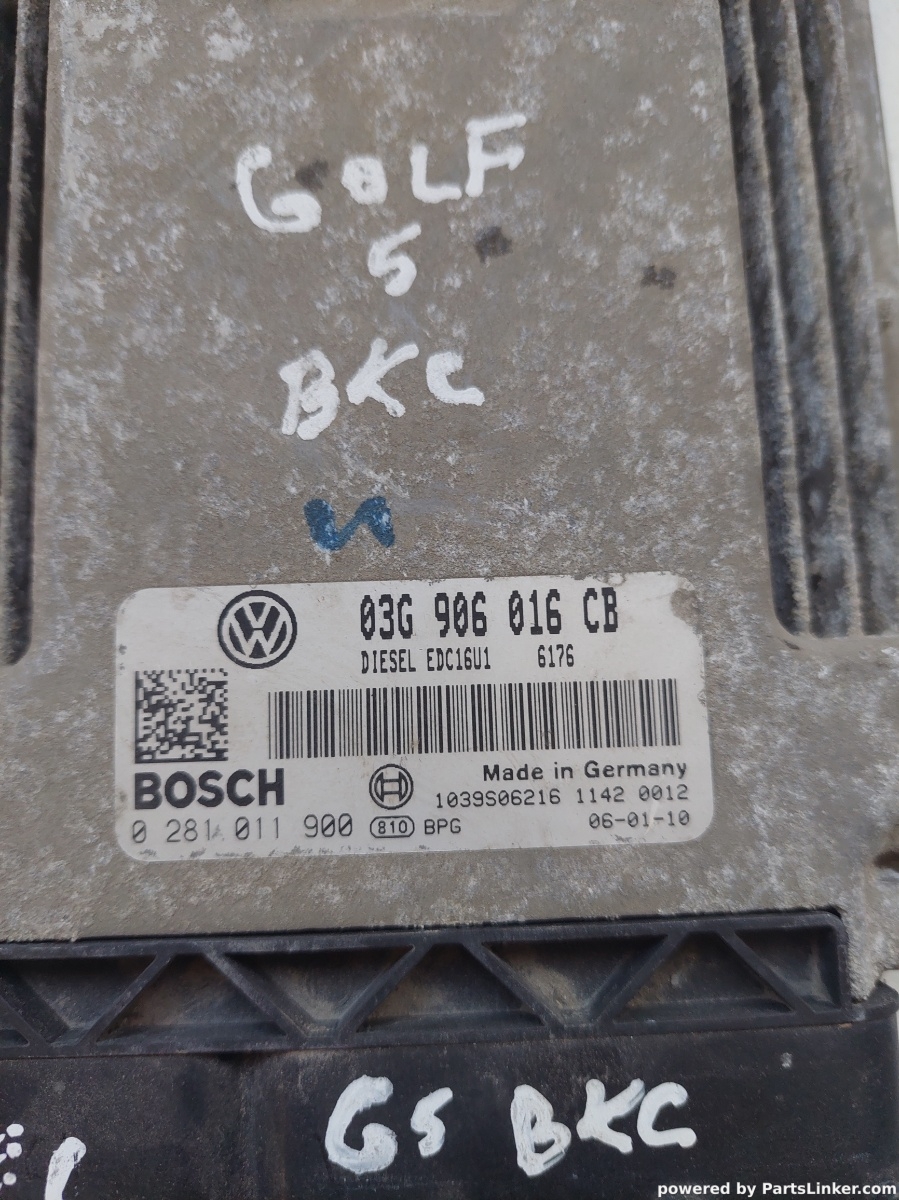 GOLF
5
BKC
03G 906 016 CB
DIESEL EDC16U1 6176
BOSCH
Made in Germany
1039S06216 1142 0012
0 281 011 900 810 BPG
06-01-10
G5 BKC
powered by PartsLinker.com